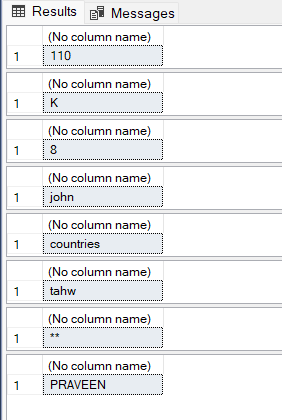 Results Messages
(No column name)
1 110
(No column name)
1 K
(No column name)
1 8
(No column name)
1 john
(No column name)
1 countries
(No column name)
1 tahw
(No column name)
1 **
(No column name)
1 PRAVEEN